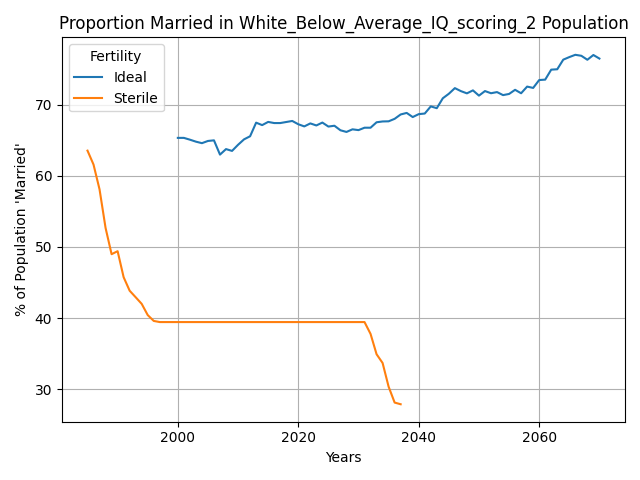 Proportion Married in White_Below_Average_IQ_scoring_2 Population
Fertility
Ideal
Sterile
% of Population 'Married'
70
60
50
40
30
2000
2020
2040
2060
Years